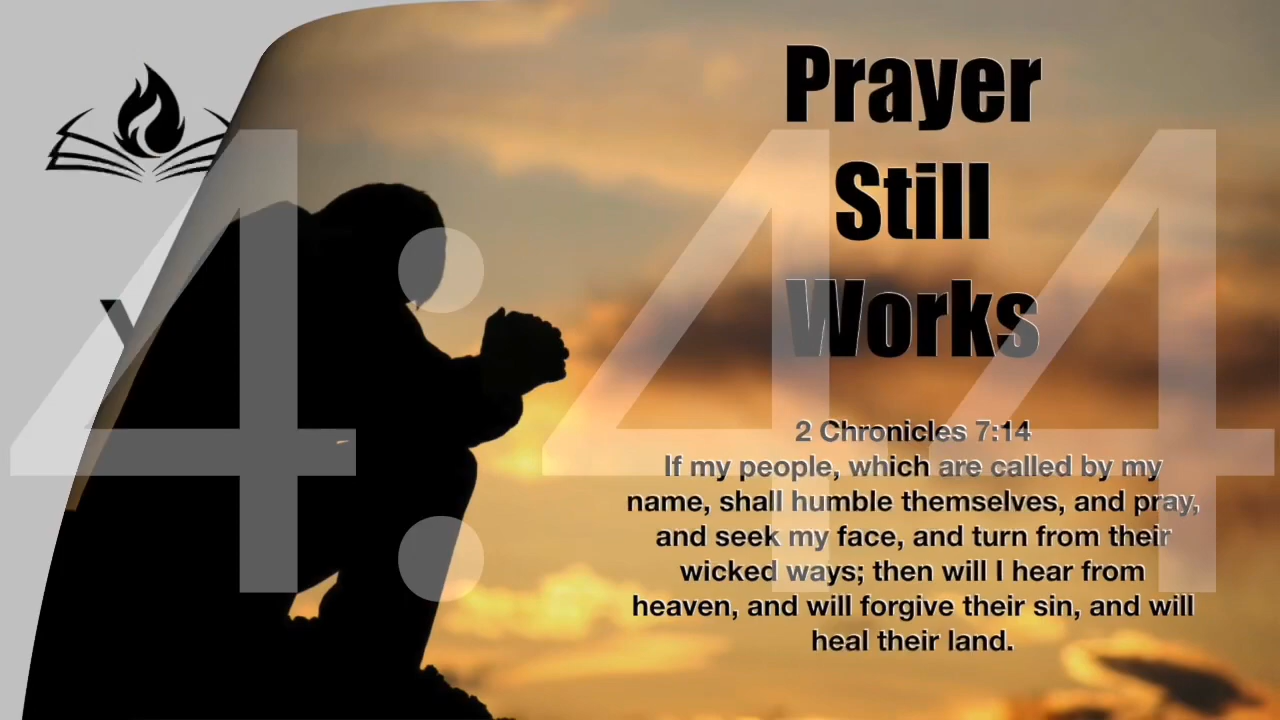 Prayer
Still
Works
4:44
2 Chronicles 7:14
If my people, which are called by my
name, shall humble themselves, and pray,
and seek my face, and turn from their
wicked ways; then will I hear from
heaven, and will forgive their sin, and will
heal their land.